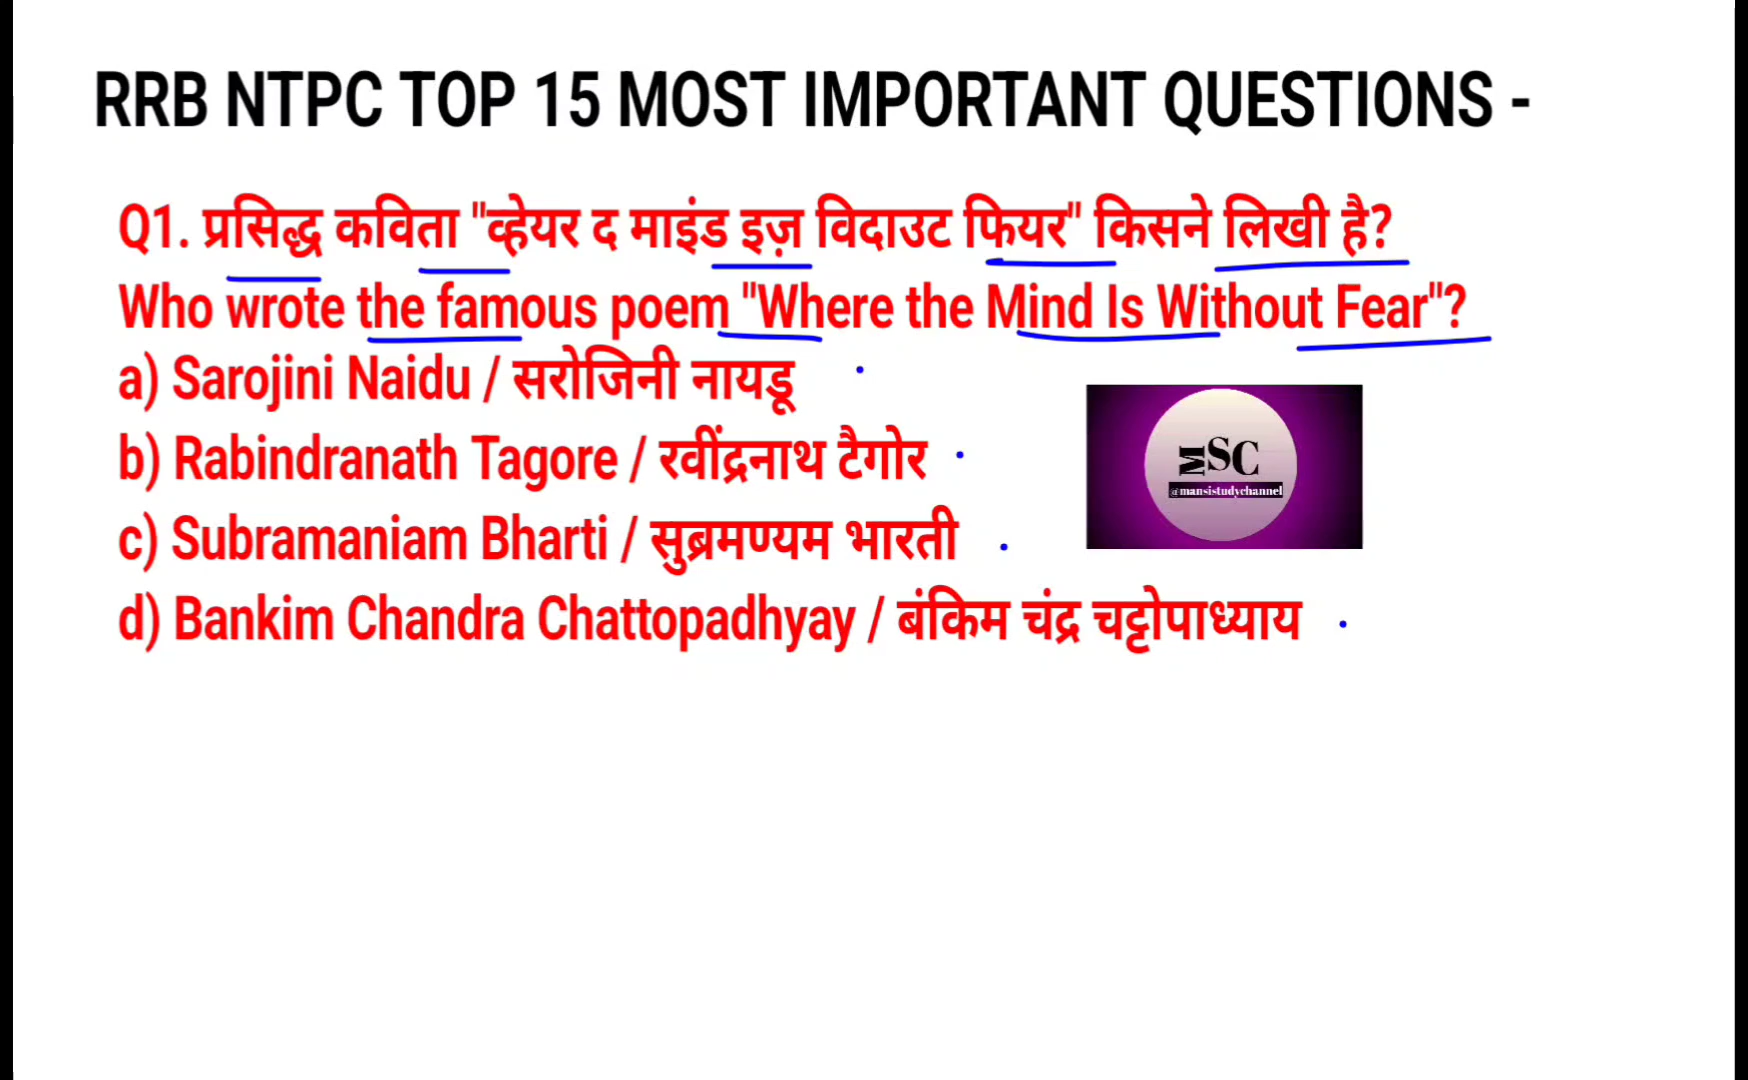 RRB NTPC TOP 15 MOST IMPORTANT QUESTIONS -
Q1. प्रसिद्ध कविता "व्हेयर द माइंड इज़ विदाउट फियर" किसने लिखी है?
Who wrote the famous poem "Where the Mind Is Without Fear"?
a) Sarojini Naidu / सरोजिनी नायडू
b) Rabindranath Tagore / रवींद्रनाथ टैगोर
c) Subramaniam Bharti / सुब्रमण्यम भारती
d) Bankim Chandra Chattopadhyay / बंकिम चंद्र चट्टोपाध्याय
MSC
@mansistudychannel